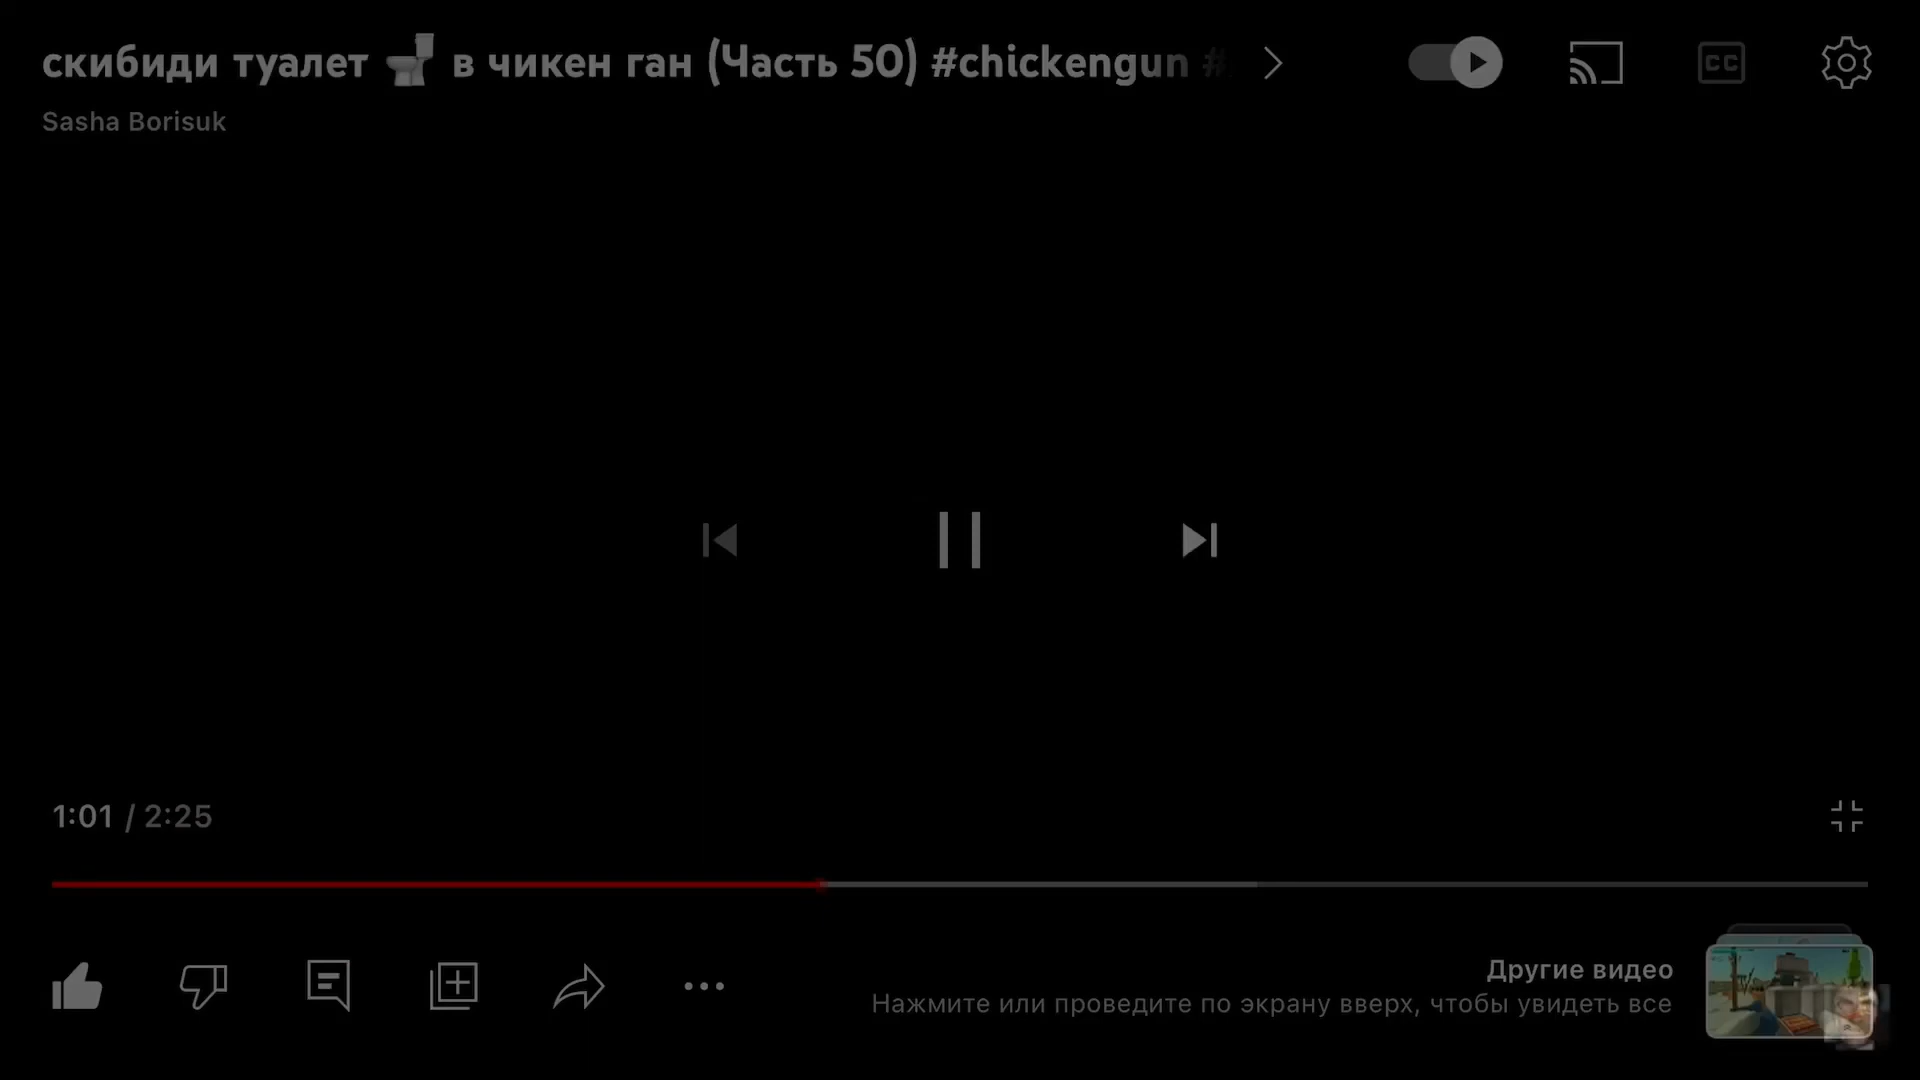 скибиди туалет 🚽 в чикен ган (Часть 50) #chickengun #
Sasha Borisuk
CC
1:01 / 2:25
Другие видео
Нажмите или проведите по экрану вверх, чтобы увидеть все